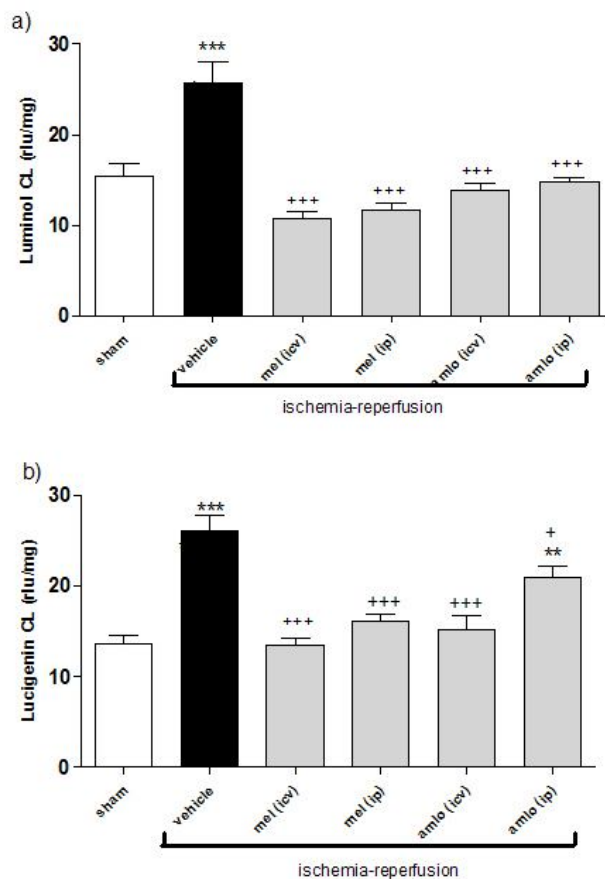 a)
30
20
10
0
Luminol CL (rlu/mg)
***
+++
+++
+++
+++
sham
vehicle
mel (icv)
mel (ip)
amlo (icv)
amlo (ip)
ischemia-reperfusion
b)
30
20
10
0
Lucigenin CL (rlu/mg)
***
+++
+++
+++
+
**
sham
vehicle
mel (icv)
mel (ip)
amlo (icv)
amlo (ip)
ischemia-reperfusion